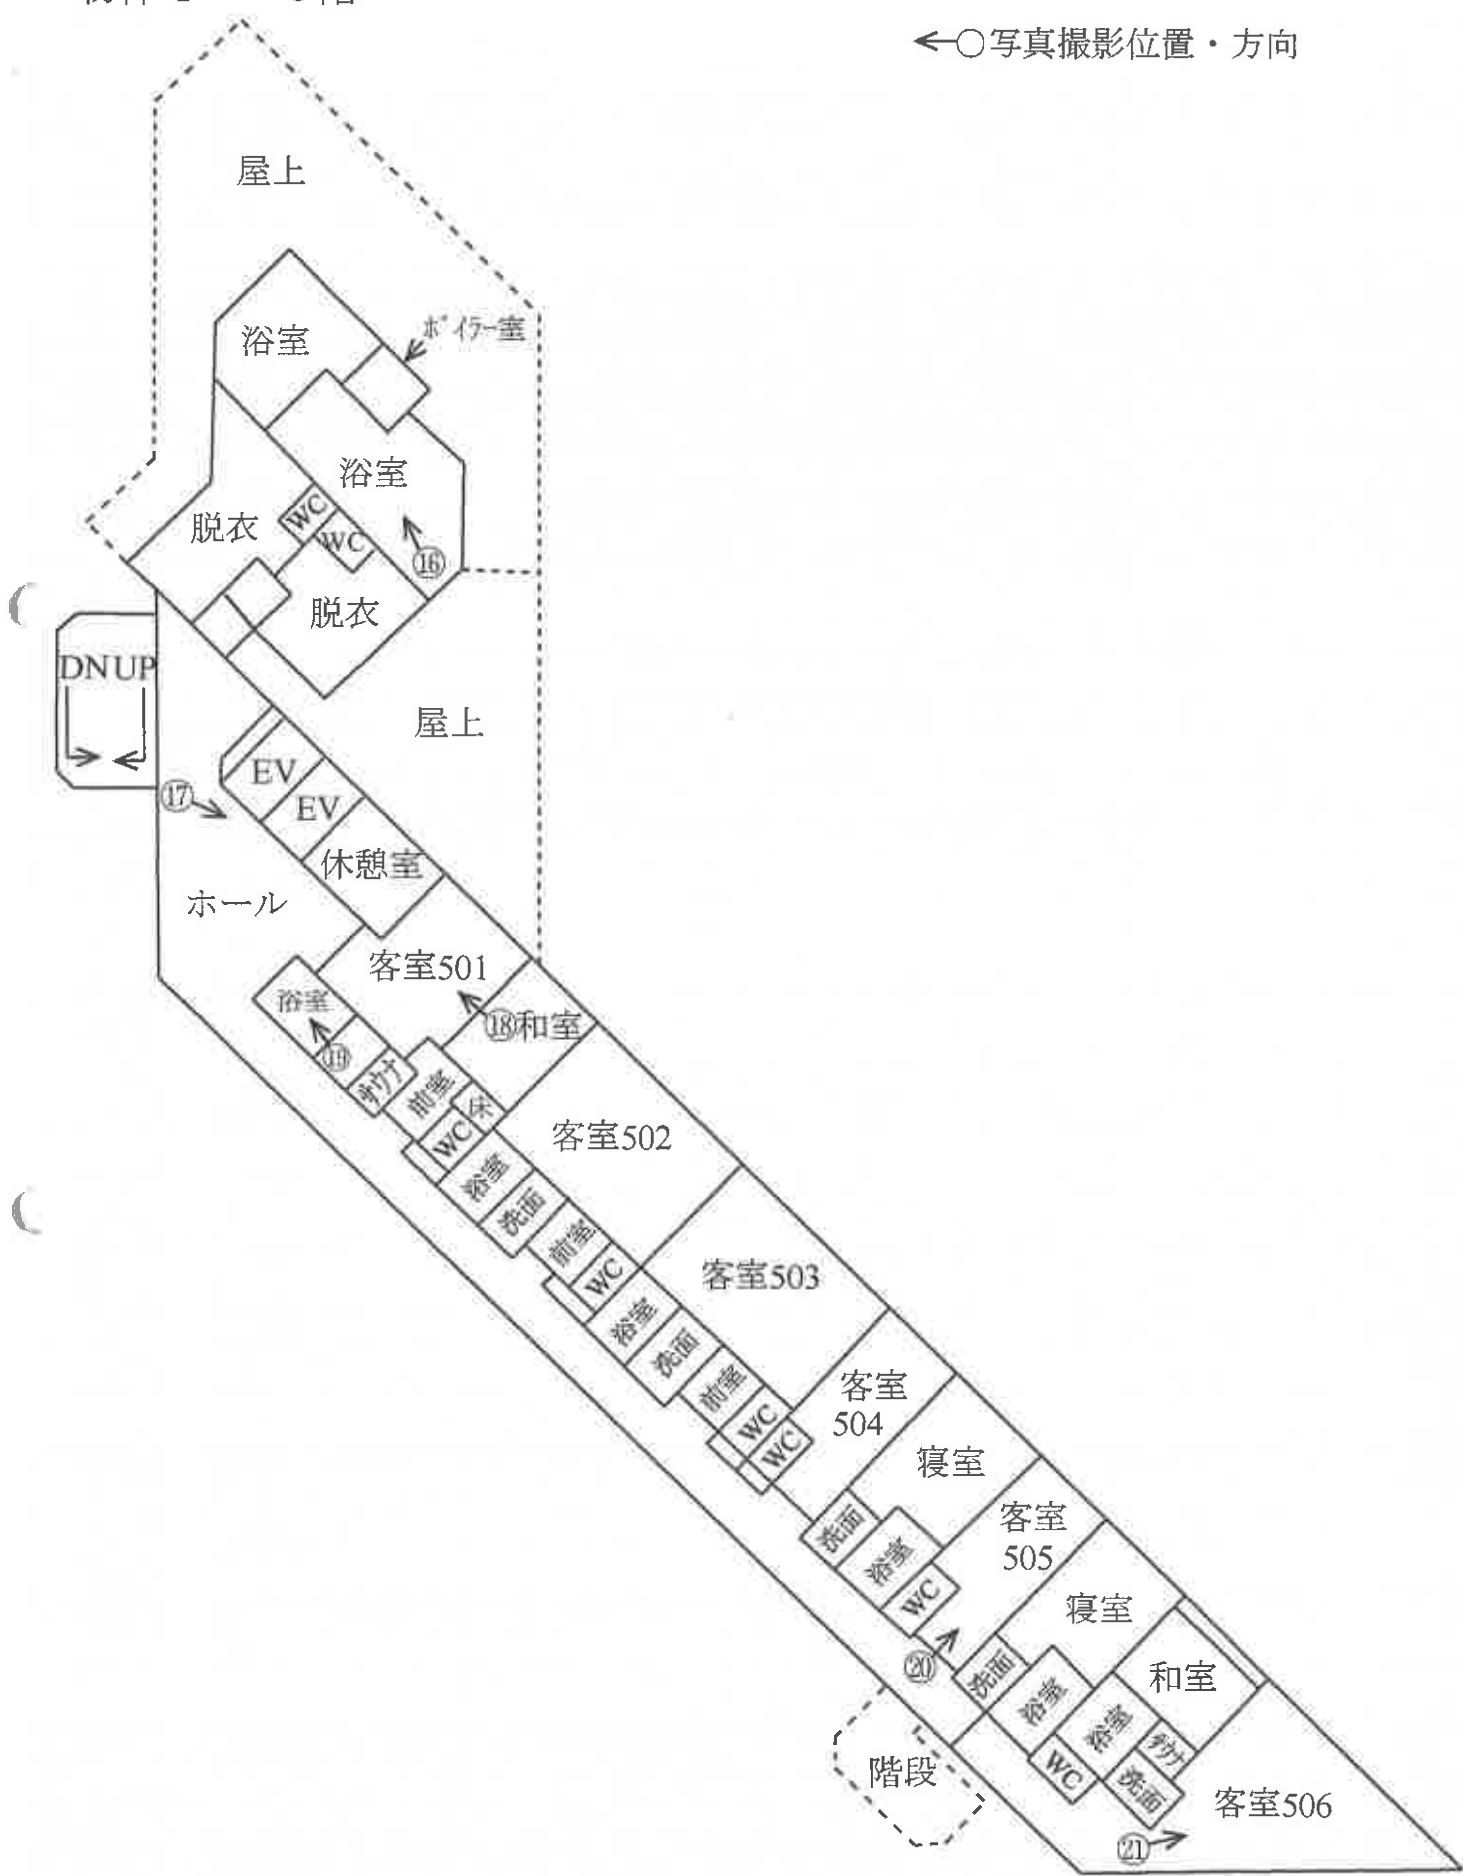 ←○写真撮影位置・方向
屋上
浴室
ボイラー室
浴室
脱衣
WC
WC
⑯
脱衣
DN UP
屋上
EV
⑰
EV
休憩室
ホール
客室501
浴室
⑱和室
⑲
サウナ
前室
床
WC
客室502
浴室
洗面
前室
WC
客室503
浴室
洗面
前室
WC
WC
客室
504
寝室
洗面
浴室
WC
客室
505
寝室
⑳
洗面
浴室
和室
浴室
サウナ
WC
洗面
階段
客室506
㉑